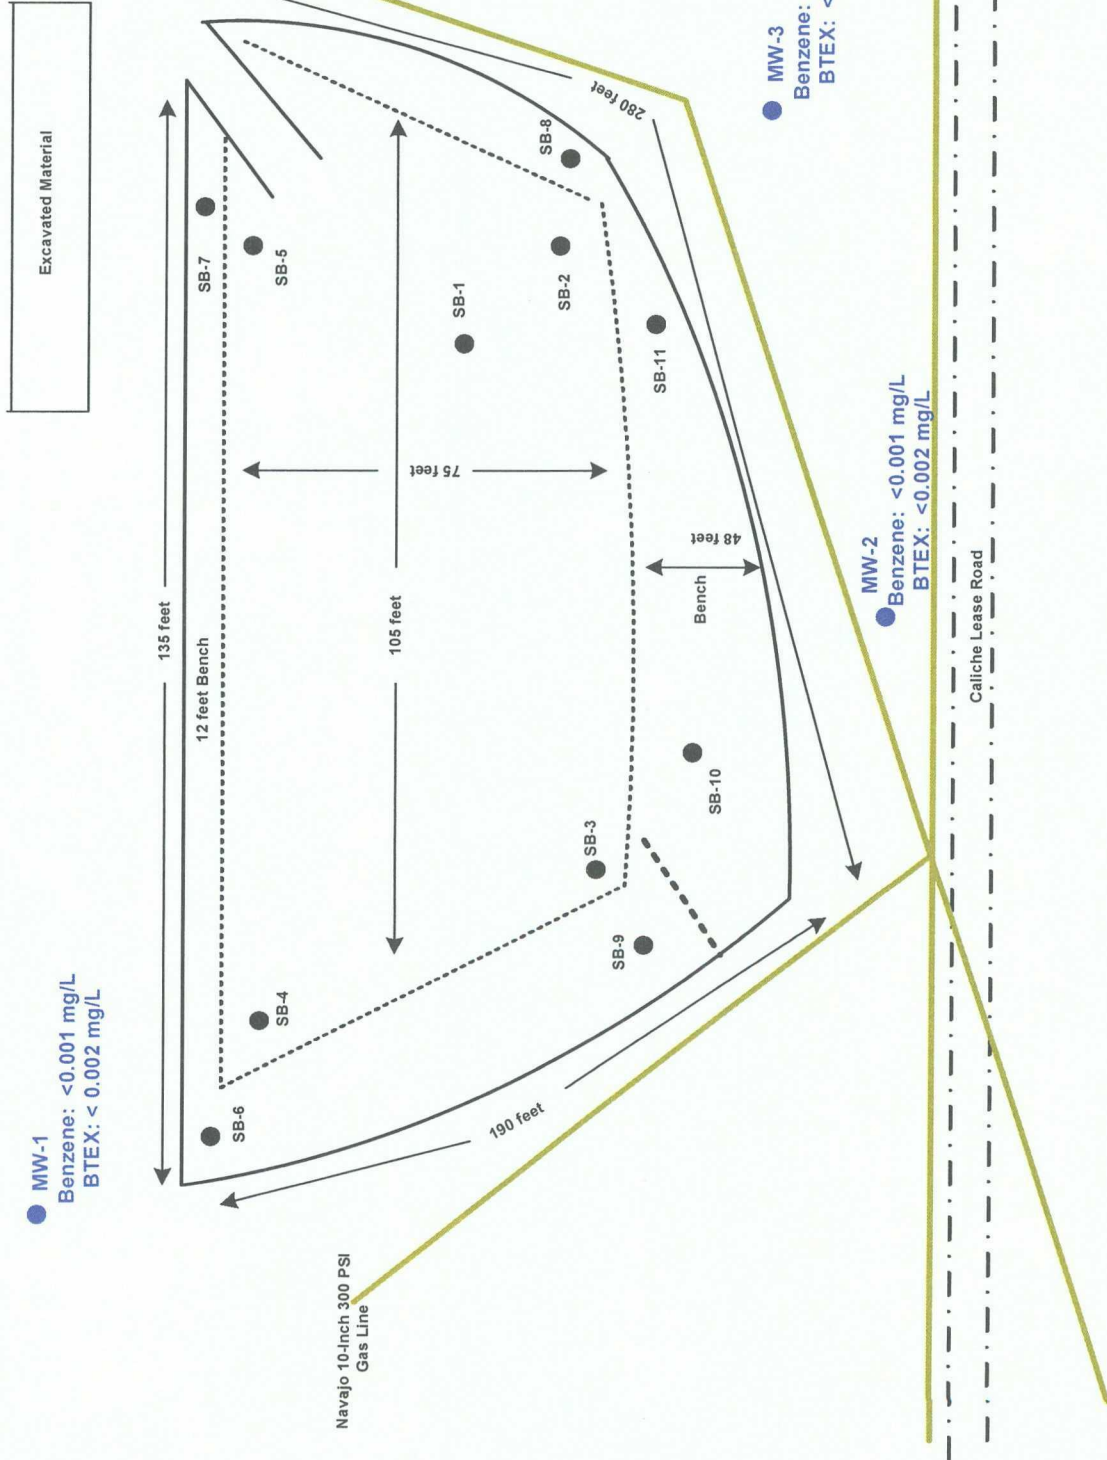 Excavated Material
MW-3
Benzene:
BTEX: <
280 feet
SB-8
SB-7
SB-5
SB-2
SB-1
SB-11
75 feet
48 feet
Bench
135 feet
12 feet Bench
105 feet
MW-2
Benzene: <0.001 mg/L
BTEX: <0.002 mg/L
Caliche Lease Road
SB-10
SB-3
SB-9
SB-4
SB-6
190 feet
MW-1
Benzene: <0.001 mg/L
BTEX: < 0.002 mg/L
Navajo 10-Inch 300 PSI
Gas Line